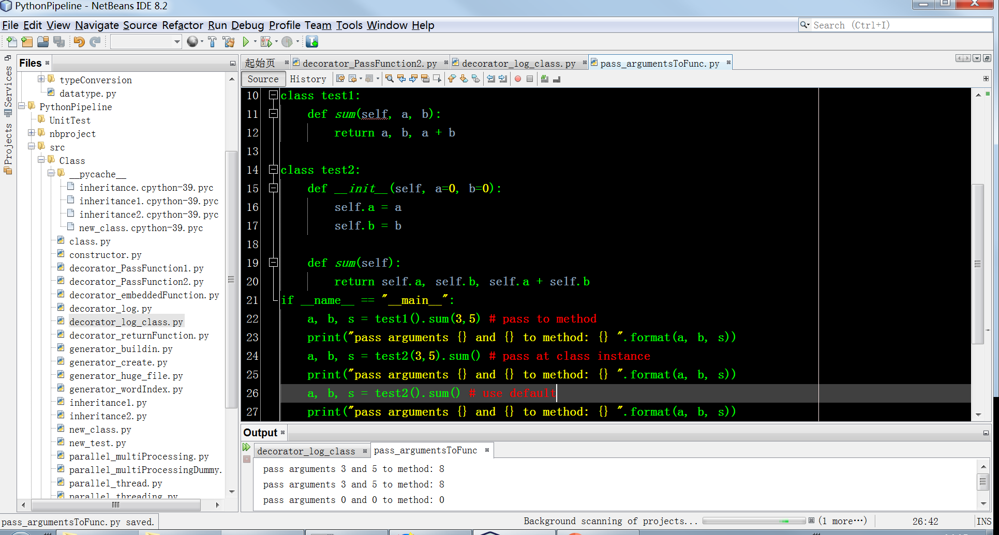 PythonPipeline - NetBeans IDE 8.2
File Edit View Navigate Source Refactor Run Debug Profile Team Tools Window Help
Search (Ctrl+I)
Services
Projects
Files
typeConversion
datatype.py
PythonPipeline
UnitTest
nbproject
src
Class
__pycache__
inheritance.cpython-39.pyc
inheritance1.cpython-39.pyc
inheritance2.cpython-39.pyc
new_class.cpython-39.pyc
class.py
constructor.py
decorator_PassFunction1.py
decorator_PassFunction2.py
decorator_embeddedFunction.py
decorator_log.py
decorator_log_class.py
decorator_returnFunction.py
generator_buildin.py
generator_create.py
generator_huge_file.py
generator_wordIndex.py
inheritance1.py
inheritance2.py
new_class.py
new_test.py
parallel_multiProcessing.py
parallel_multiProcessingDummy.
parallel_thread.py
parallel_threading.py
起始页 decorator_PassFunction2.py decorator_log_class.py pass_argumentsToFunc.py
Source History
10 class test1:
11 def sum(self, a, b):
12 return a, b, a + b
13
14 class test2:
15 def __init__(self, a=0, b=0):
16 self.a = a
17 self.b = b
18
19 def sum(self):
20 return self.a, self.b, self.a + self.b
21 if __name__ == "__main__":
22 a, b, s = test1().sum(3,5) # pass to method
23 print("pass arguments {} and {} to method: {} ".format(a, b, s))
24 a, b, s = test2(3,5).sum() # pass at class instance
25 print("pass arguments {} and {} to method: {} ".format(a, b, s))
26 a, b, s = test2().sum() # use default
27 print("pass arguments {} and {} to method: {} ".format(a, b, s))
Output
decorator_log_class pass_argumentsToFunc
pass arguments 3 and 5 to method: 8
pass arguments 3 and 5 to method: 8
pass arguments 0 and 0 to method: 0
pass_argumentsToFunc.py saved.
Background scanning of projects...
(1 more...)
26:42
INS